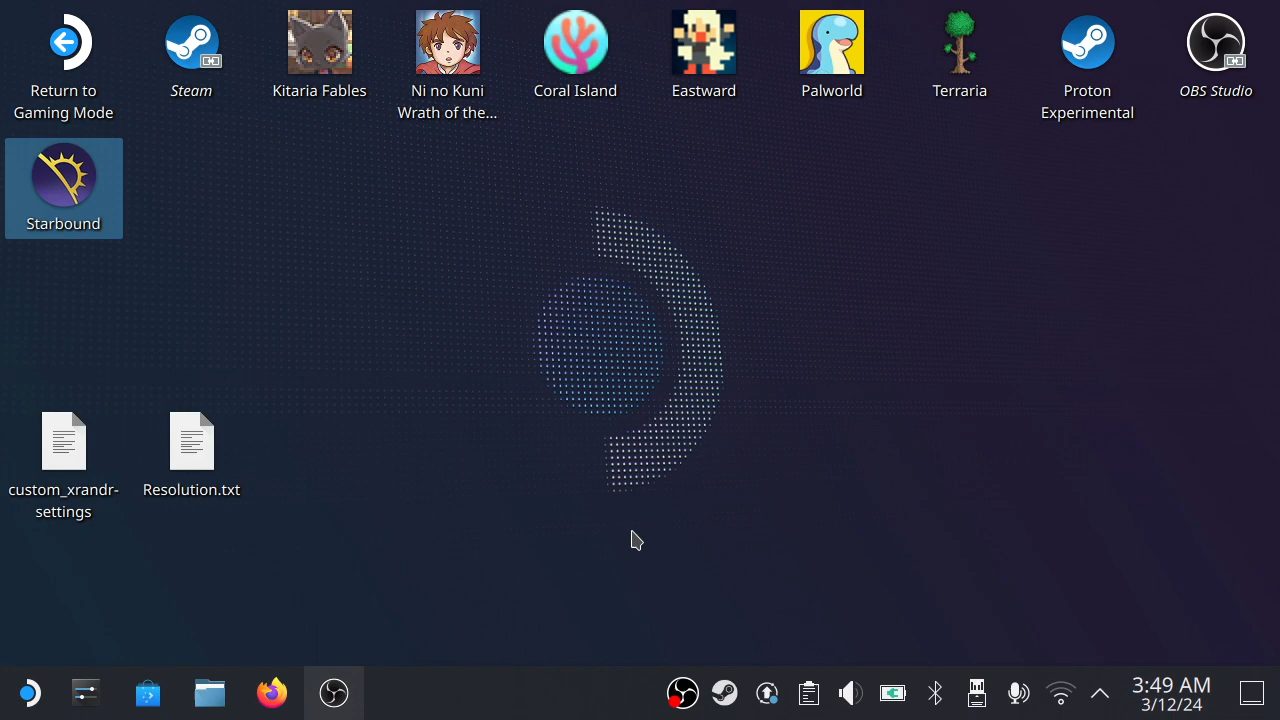 Return to
Gaming Mode
Steam
Kitaria Fables
Ni no Kuni
Wrath of the...
Coral Island
Eastward
Palworld
Terraria
Proton
Experimental
OBS Studio
Starbound
custom_xrandr-
settings
Resolution.txt
3:49 AM
3/12/24